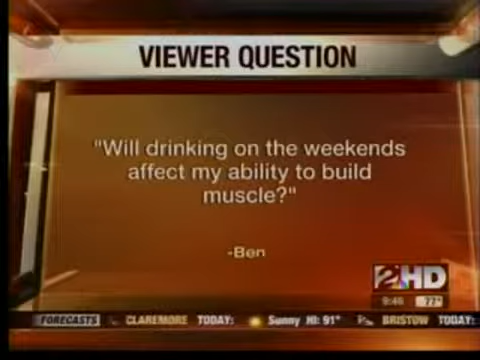 VIEWER QUESTION
"Will drinking on the weekends
affect my ability to build
muscle?"
-Ben
2HD
9:46 77°
FORECASTS CLAREMORE TODAY: Sunny HI: 91° BRISTOW TODAY: